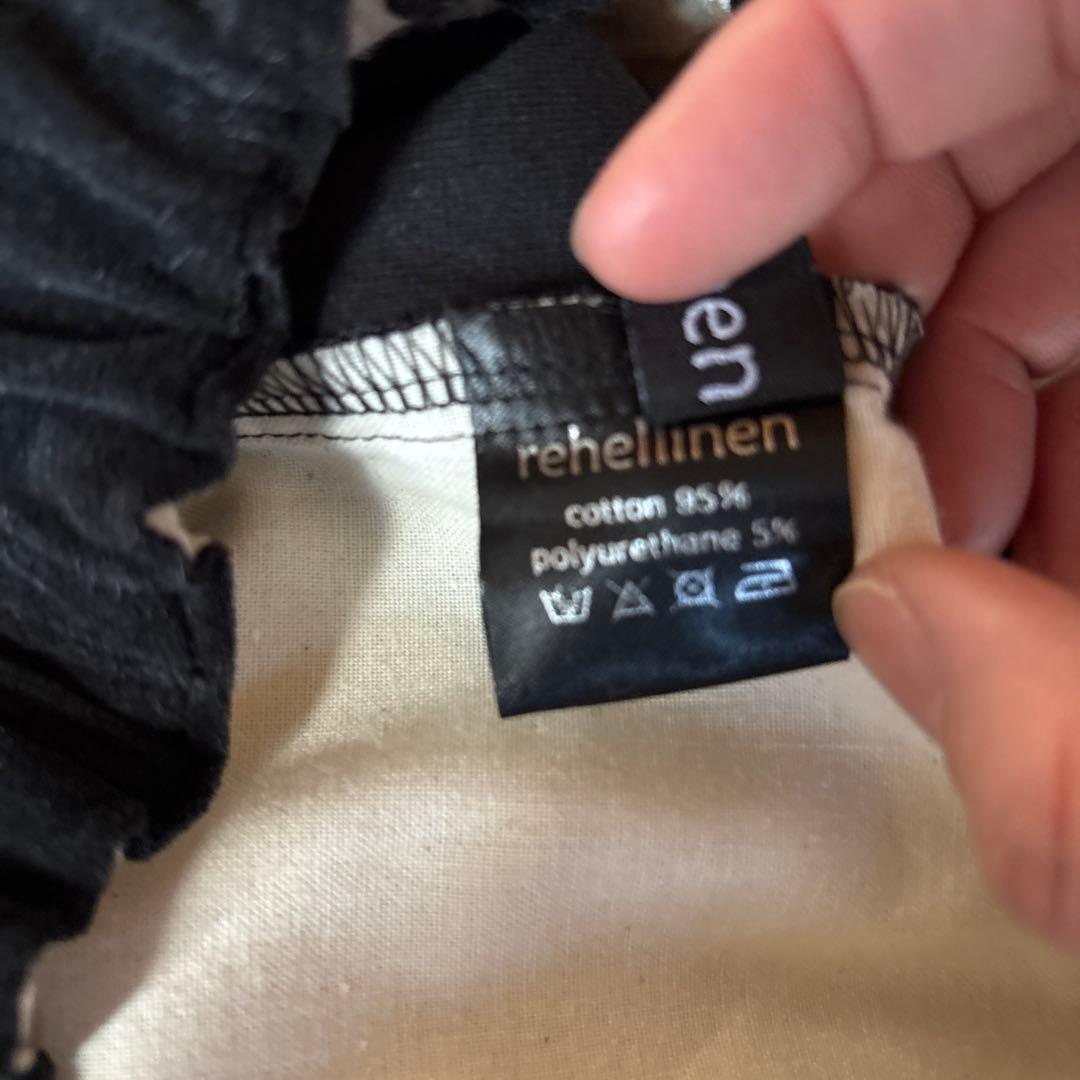 en
rehellinen
cotton 95%
polyurethane 5%